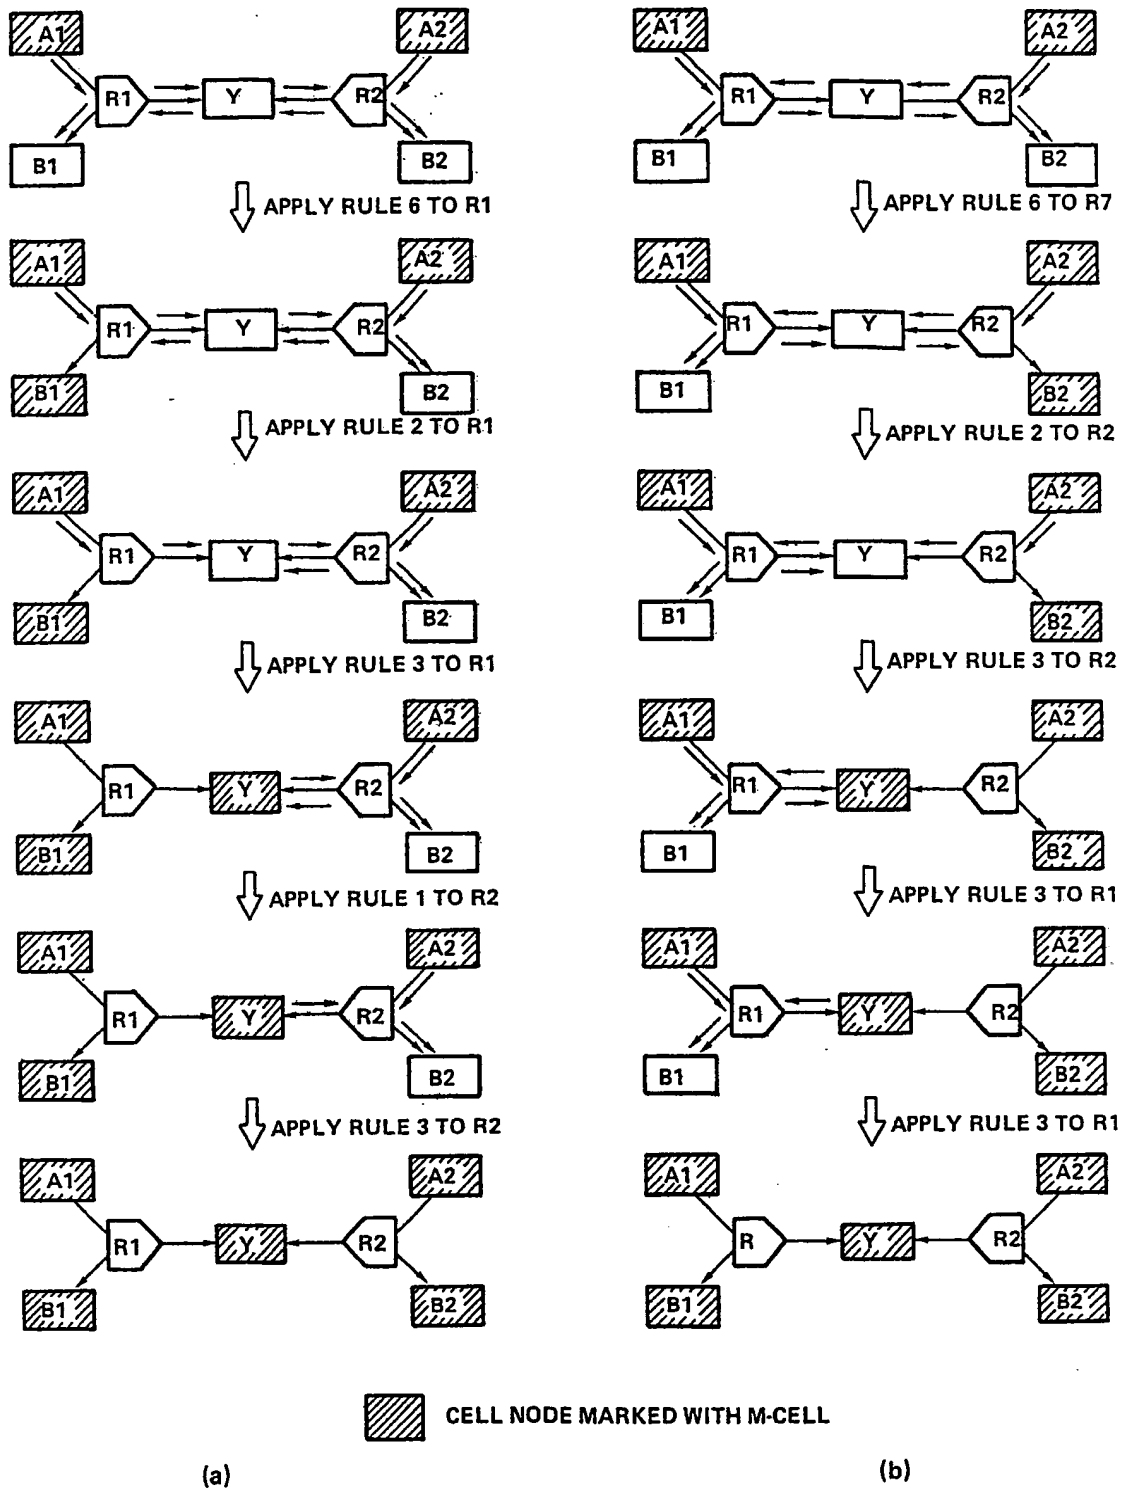 A1 A2
R1 Y R2
B1 B2
APPLY RULE 6 TO R1
A1 A2
R1 Y R2
B1 B2
APPLY RULE 2 TO R1
A1 A2
R1 Y R2
B1 B2
APPLY RULE 3 TO R1
A1 A2
R1 Y R2
B1 B2
APPLY RULE 1 TO R2
A1 A2
R1 Y R2
B1 B2
APPLY RULE 3 TO R2
A1 A2
R1 Y R2
B1 B2
A1 A2
R1 Y R2
B1 B2
APPLY RULE 6 TO R7
A1 A2
R1 Y R2
B1 B2
APPLY RULE 2 TO R2
A1 A2
R1 Y R2
B1 B2
APPLY RULE 3 TO R2
A1 A2
R1 Y R2
B1 B2
APPLY RULE 3 TO R1
A1 A2
R1 Y R2
B1 B2
APPLY RULE 3 TO R1
A1 A2
R Y R2
B1 B2
CELL NODE MARKED WITH M-CELL
(a) (b)